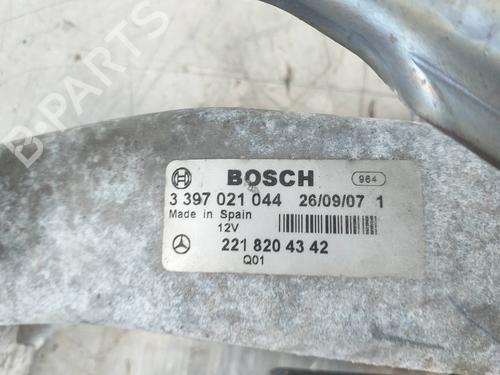 B-PARTS
BOSCH 964
3 397 021 044 26/09/07 1
Made in Spain
12V
221 820 43 42
Q01